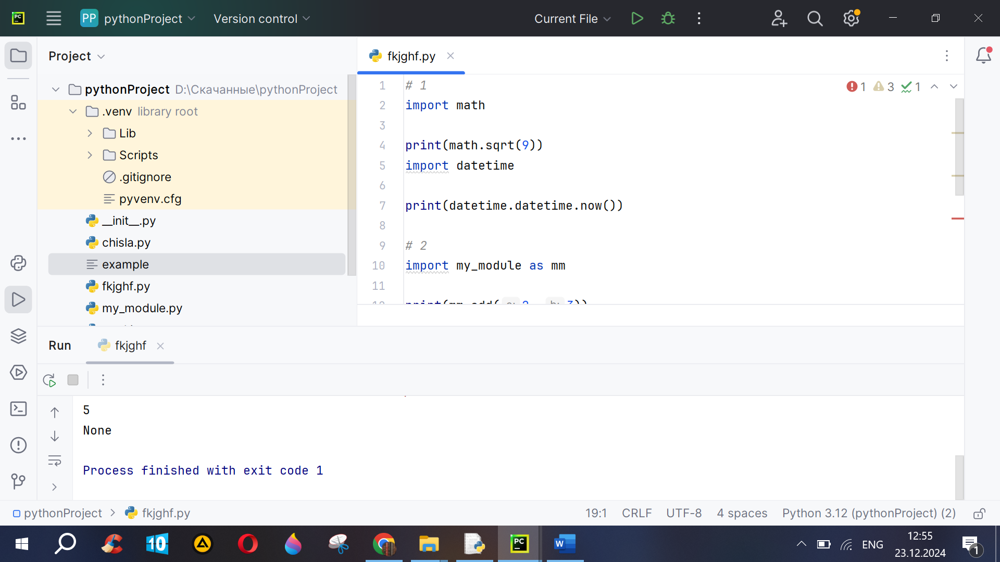 PC PP pythonProject Version control Current File
Project
fkjghf.py
pythonProject D:\Скачанные\pythonProject
.venv library root
Lib
Scripts
.gitignore
pyvenv.cfg
__init__.py
chisla.py
example
fkjghf.py
my_module.py
1 # 1
2 import math
3
4 print(math.sqrt(9))
5 import datetime
6
7 print(datetime.datetime.now())
8
9 # 2
10 import my_module as mm
11
1 3 1
Run fkjghf
5
None
Process finished with exit code 1
pythonProject fkjghf.py 19:1 CRLF UTF-8 4 spaces Python 3.12 (pythonProject) (2)
10 PC W ENG 12:55
23.12.2024
1